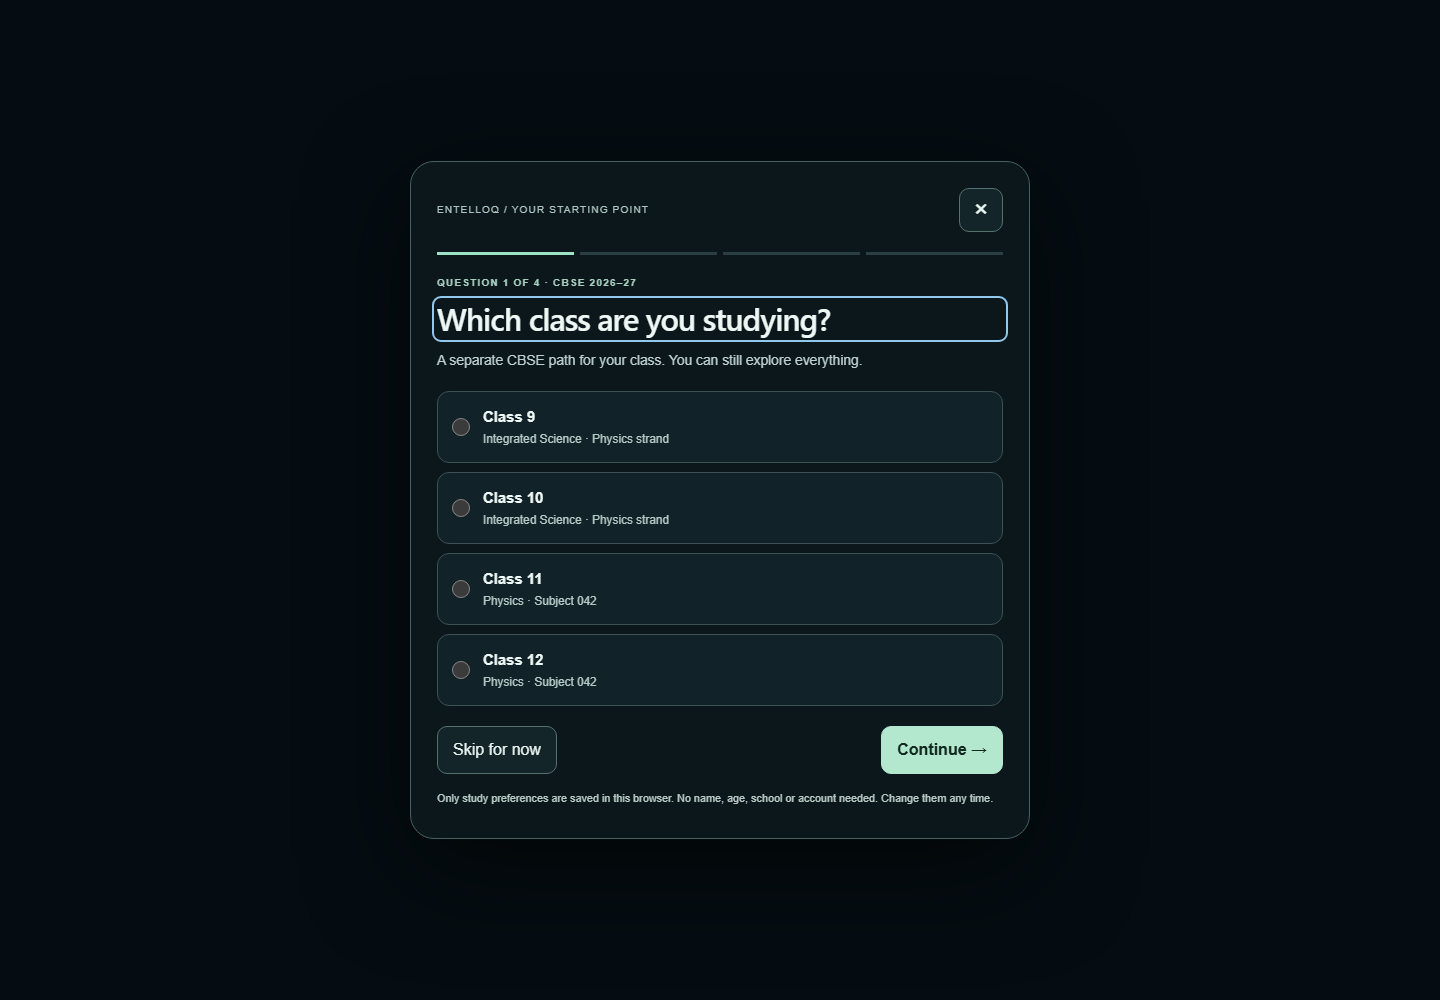 ENTELLOQ / YOUR STARTING POINT
×
QUESTION 1 OF 4 · CBSE 2026–27
Which class are you studying?
A separate CBSE path for your class. You can still explore everything.
Class 9
Integrated Science · Physics strand
Class 10
Integrated Science · Physics strand
Class 11
Physics · Subject 042
Class 12
Physics · Subject 042
Skip for now
Continue →
Only study preferences are saved in this browser. No name, age, school or account needed. Change them any time.